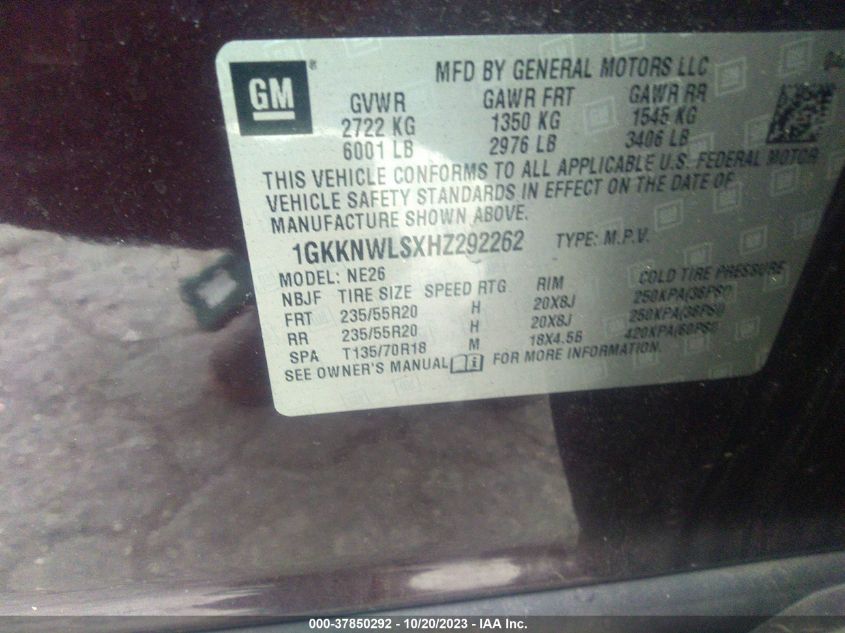 GM ®
MFD BY GENERAL MOTORS LLC
GVWR GAWR FRT GAWR RR
2722 KG 1350 KG 1545 KG
6001 LB 2976 LB 3406 LB
THIS VEHICLE CONFORMS TO ALL APPLICABLE U.S. FEDERAL MOTOR
VEHICLE SAFETY STANDARDS IN EFFECT ON THE DATE OF
MANUFACTURE SHOWN ABOVE.
1GKKNWLSXHZ292262 TYPE: M.P.V.
MODEL: NE26
NBJF TIRE SIZE SPEED RTG RIM COLD TIRE PRESSURE
FRT 235/55R20 H 20X8J 250KPA(36PSI)
RR 235/55R20 H 20X8J 250KPA(36PSI)
SPA T135/70R18 M 18X4.5B 420KPA(60PSI)
SEE OWNER'S MANUAL FOR MORE INFORMATION.
000-37850292 - 10/20/2023 - IAA Inc.